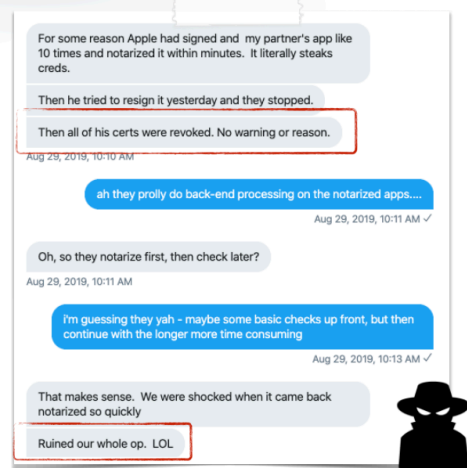 For some reason Apple had signed and  my partner's app like
10 times and notarized it within minutes.  It literally steaks
creds.
Then he tried to resign it yesterday and they stopped.
Then all of his certs were revoked. No warning or reason.
Aug 29, 2019, 10:10 AM
ah they prolly do back-end processing on the notarized apps....
Aug 29, 2019, 10:11 AM ✓
Oh, so they notarize first, then check later?
Aug 29, 2019, 10:11 AM
i'm guessing they yah - maybe some basic checks up front, but then
continue with the longer more time consuming
Aug 29, 2019, 10:13 AM ✓
That makes sense.  We were shocked when it came back
notarized so quickly
Ruined our whole op.  LOL